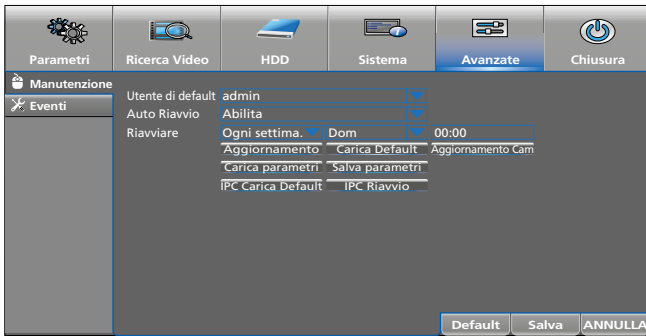 Parametri
Ricerca Video
HDD
Sistema
Avanzate
Chiusura
Manutenzione
Eventi
Utente di default admin
Auto Riavvio Abilita
Riavviare Ogni settima. Dom 00:00
Aggiornamento Carica Default Aggiornamento Cam
Carica parametri Salva parametri
IPC Carica Default IPC Riavvio
Default Salva ANNULLA